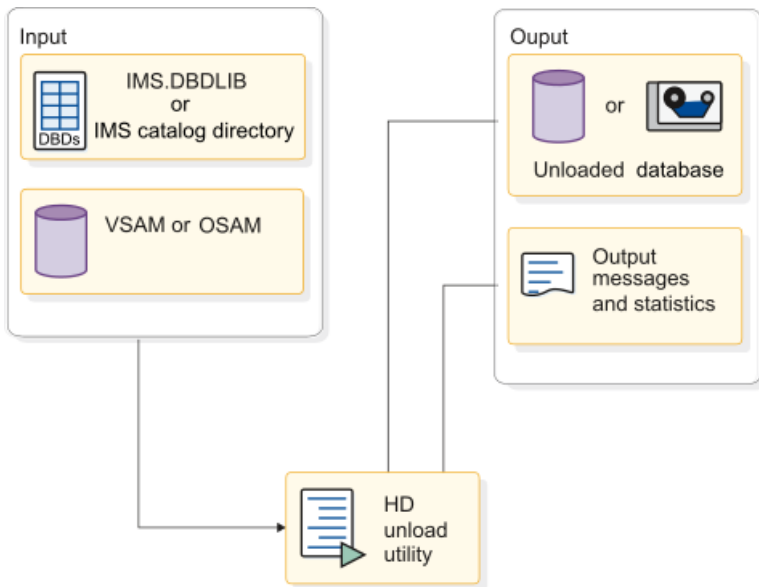 Input
IMS.DBDLIB
or
IMS catalog directory
DBDs
VSAM or OSAM
Ouput
or
Unloaded database
Output
messages
and statistics
HD
unload
utility